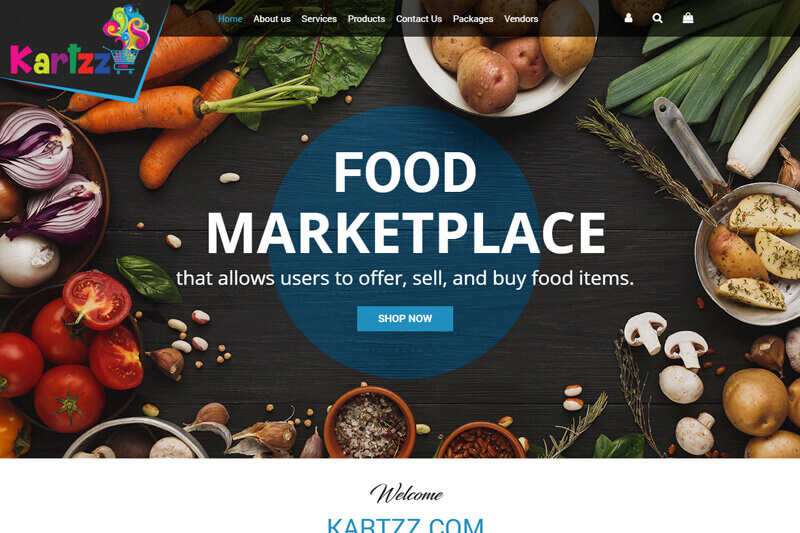 Kartzz
Home About us Services Products Contact Us Packages Vendors
FOOD
MARKETPLACE
that allows users to offer, sell, and buy food items.
SHOP NOW
Welcome
KARTZZ.COM